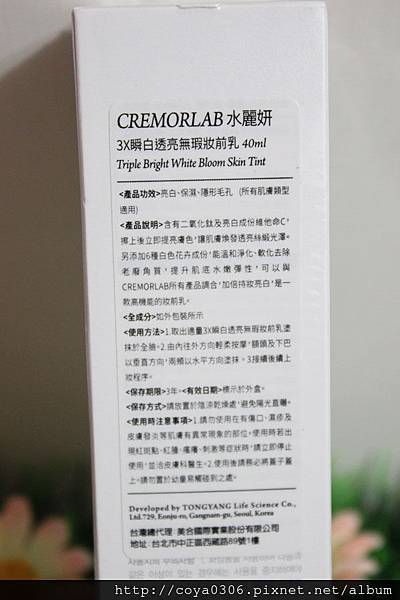 CREMORLAB 水麗妍
3X瞬白透亮無瑕妝前乳 40ml
Triple Bright White Bloom Skin Tint
<產品功效>亮白、保濕、隱形毛孔 (所有肌膚類型
適用)
<產品說明>含有二氧化鈦及亮白成份維他命C,
擦上後立即提亮膚色,讓肌膚煥發透亮絲緞光澤。
另添加6種白色花卉成份,能溫和淨化、軟化去除
老廢角質,提升肌底水嫩彈性,可以與
CREMORLAB所有產品調合,加倍持妝亮白,是一
款高機能的妝前乳。
<全成分>如外包裝所示
<使用方法>1.取出適量3X瞬白透亮無瑕妝前乳塗
抹於全臉。2.由內往外方向輕柔按摩,額頭及下巴
以垂直方向,兩頰以水平方向塗抹。3.接續後續上
妝程序。
<保存期限>3年。<有效日期>標示於外盒。
<保存方式>請放置於陰涼乾燥處,避免陽光直曬。
<使用時注意事項>1.請勿使用在有傷口、濕疹及
皮膚發炎等肌膚有異常現象的部位。使用時若出
現紅斑點、紅腫、搔癢、刺激等症狀時,請立即停止
使用,並洽皮膚科醫生。2.使用後請務必將蓋子蓋
上。請勿置於幼童易觸碰到之處。
Developed by TONGYANG Life Science Co.,
Ltd.729, Eonju-ro, Gangnam-gu, Seoul, Korea
台灣總代理:美合國際實業股份有限公司
地址:台北市中正區西藏路89號1樓
http://coya0306.pixnet.net/album